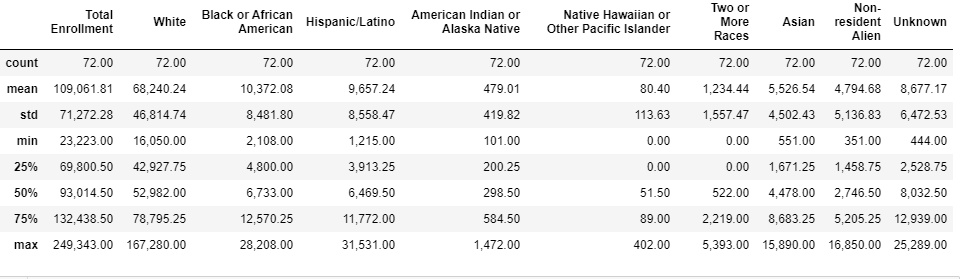 Total Enrollment White Black or African American Hispanic/Latino American Indian or Alaska Native Native Hawaiian or Other Pacific Islander Two or More Races Asian Non-resident Alien Unknown
count 72.00 72.00 72.00 72.00 72.00 72.00 72.00 72.00 72.00 72.00
mean 109,061.81 68,240.24 10,372.08 9,657.24 479.01 80.40 1,234.44 5,526.54 4,794.68 8,677.17
std 71,272.28 46,814.74 8,481.80 8,558.47 419.82 113.63 1,557.47 4,502.43 5,136.83 6,472.53
min 23,223.00 16,050.00 2,108.00 1,215.00 101.00 0.00 0.00 551.00 351.00 444.00
25% 69,800.50 42,927.75 4,800.00 3,913.25 200.25 0.00 0.00 1,671.25 1,458.75 2,528.75
50% 93,014.50 52,982.00 6,733.00 6,469.50 298.50 51.50 522.00 4,478.00 2,746.50 8,032.50
75% 132,438.50 78,795.25 12,570.25 11,772.00 584.50 89.00 2,219.00 8,683.25 5,205.25 12,939.00
max 249,343.00 167,280.00 28,208.00 31,531.00 1,472.00 402.00 5,393.00 15,890.00 16,850.00 25,289.00